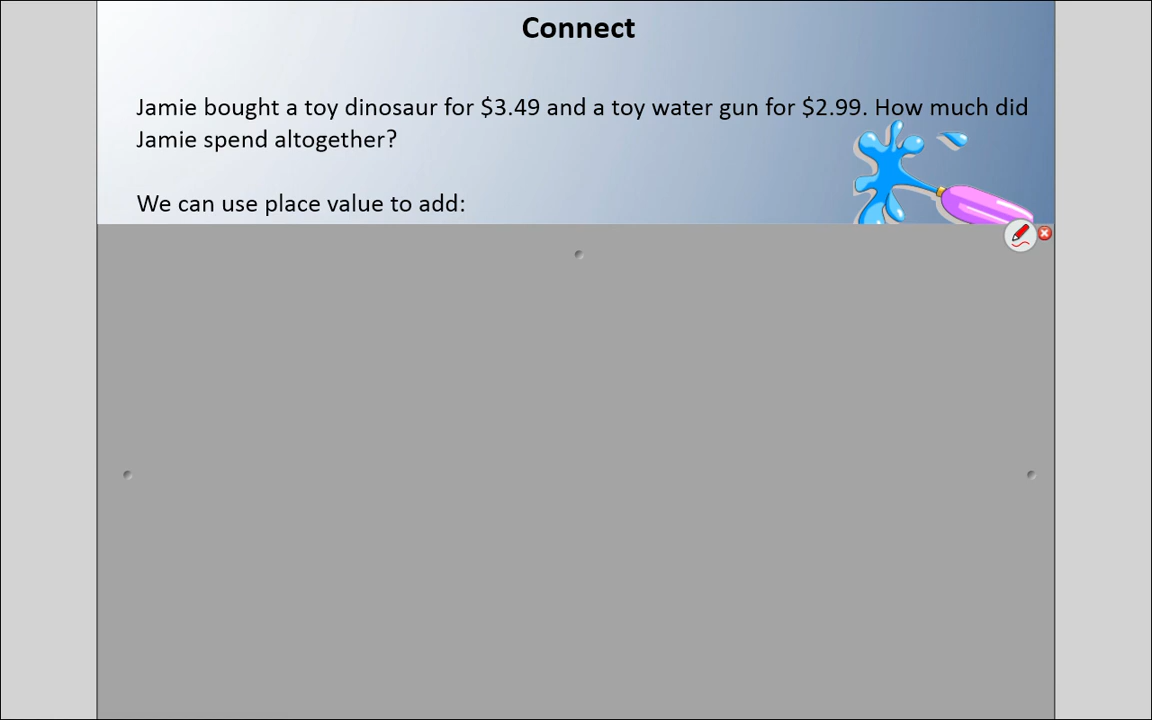 Connect
Jamie bought a toy dinosaur for $3.49 and a toy water gun for $2.99. How much did
Jamie spend altogether?
We can use place value to add: